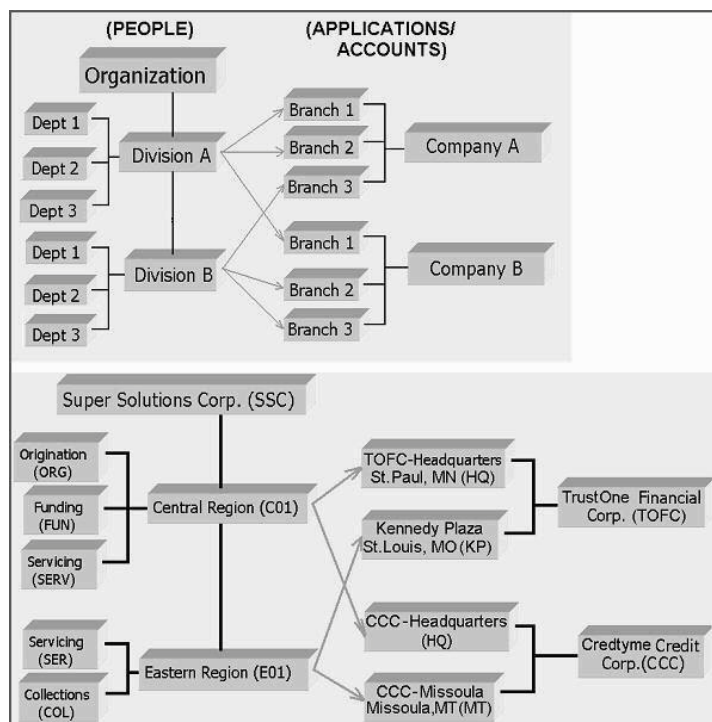 (PEOPLE)
(APPLICATIONS/
ACCOUNTS)
Organization
Dept 1
Dept 2
Dept 3
Division A
Dept 1
Dept 2
Dept 3
Division B
Branch 1
Branch 2
Branch 3
Company A
Branch 1
Branch 2
Branch 3
Company B
Super Solutions Corp. (SSC)
Origination
(ORG)
Funding
(FUN)
Servicing
(SERV)
Central Region (C01)
Servicing
(SER)
Collections
(COL)
Eastern Region (E01)
TOFC-Headquarters
St.Paul, MN (HQ)
Kennedy Plaza
St.Louis, MO (KP)
TrustOne Financial
Corp. (TOFC)
CCC-Headquarters
(HQ)
CCC-Missoula
Missoula,MT (MT)
Credtyme Credit
Corp.(CCC)